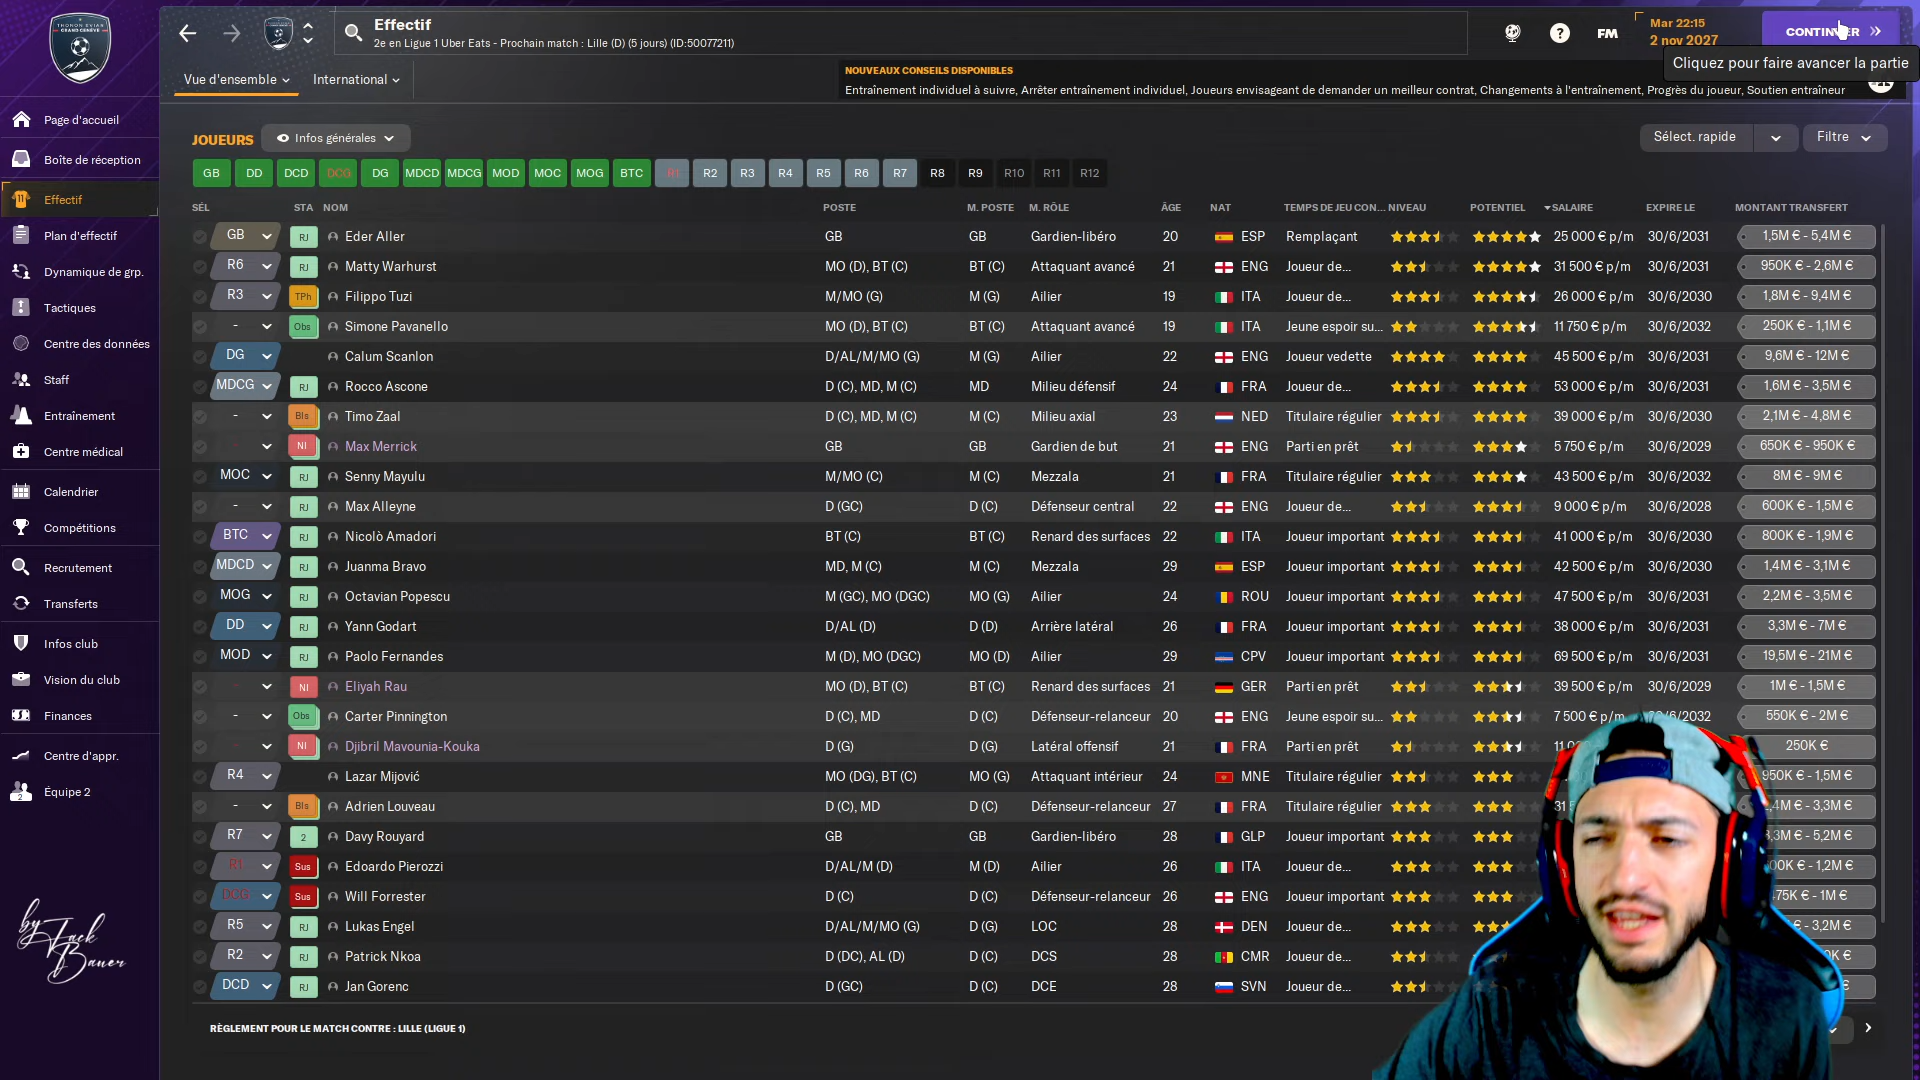 THONON EVIAN
GRAND GENÈVE
Effectif
2e en Ligue 1 Uber Eats - Prochain match : Lille (D) (5 jours) (ID:50077211)
FM
Mar 22:15
2 nov 2027
CONTINUER
Cliquez pour faire avancer la partie
Vue d'ensemble
International
NOUVEAUX CONSEILS DISPONIBLES
Entraînement individuel à suivre, Arrêter entraînement individuel, Joueurs envisageant de demander un meilleur contrat, Changements à l'entraînement, Progrès du joueur, Soutien entraîneur
Page d'accueil
Boîte de réception
Effectif
Plan d'effectif
Dynamique de grp.
Tactiques
Centre des données
Staff
Entraînement
Centre médical
Calendrier
Compétitions
Recrutement
Transferts
Infos club
Vision du club
Finances
Centre d'appr.
Équipe 2
by Jack Bauer
JOUEURS
Infos générales
Sélect. rapide
Filtre
GB DD DCD DCG DG MDCD MDCG MOD MOC MOG BTC R1 R2 R3 R4 R5 R6 R7 R8 R9 R10 R11 R12
SÉL STA NOM POSTE M. POSTE M. RÔLE ÂGE NAT TEMPS DE JEU CON... NIVEAU POTENTIEL SALAIRE EXPIRE LE MONTANT TRANSFERT
GB RJ Eder Aller GB GB Gardien-libéro 20 ESP Remplaçant 25 000 € p/m 30/6/2031 1,5M € - 5,4M €
R6 RJ Matty Warhurst MO (D), BT (C) BT (C) Attaquant avancé 21 ENG Joueur de... 31 500 € p/m 30/6/2031 950K € - 2,6M €
R3 TPh Filippo Tuzi M/MO (G) M (G) Ailier 19 ITA Joueur de... 26 000 € p/m 30/6/2030 1,8M € - 9,4M €
- Obs Simone Pavanello MO (D), BT (C) BT (C) Attaquant avancé 19 ITA Jeune espoir su... 11 750 € p/m 30/6/2032 250K € - 1,1M €
DG Calum Scanlon D/AL/M/MO (G) M (G) Ailier 22 ENG Joueur vedette 45 500 € p/m 30/6/2031 9,6M € - 12M €
MDCG RJ Rocco Ascone D (C), MD, M (C) MD Milieu défensif 24 FRA Joueur de... 53 000 € p/m 30/6/2031 1,6M € - 3,5M €
- Bls Timo Zaal D (C), MD, M (C) M (C) Milieu axial 23 NED Titulaire régulier 39 000 € p/m 30/6/2030 2,1M € - 4,8M €
- NI Max Merrick GB GB Gardien de but 21 ENG Parti en prêt 5 750 € p/m 30/6/2029 650K € - 950K €
MOC RJ Senny Mayulu M/MO (C) M (C) Mezzala 21 FRA Titulaire régulier 43 500 € p/m 30/6/2032 8M € - 9M €
- RJ Max Alleyne D (GC) D (C) Défenseur central 22 ENG Joueur de... 9 000 € p/m 30/6/2028 600K € - 1,5M €
BTC RJ Nicolò Amadori BT (C) BT (C) Renard des surfaces 22 ITA Joueur important 41 000 € p/m 30/6/2030 800K € - 1,9M €
MDCD RJ Juanma Bravo MD, M (C) M (C) Mezzala 29 ESP Joueur important 42 500 € p/m 30/6/2030 1,4M € - 3,1M €
MOG RJ Octavian Popescu M (GC), MO (DGC) MO (G) Ailier 24 ROU Joueur important 47 500 € p/m 30/6/2031 2,2M € - 3,5M €
DD RJ Yann Godart D/AL (D) D (D) Arrière latéral 26 FRA Joueur important 38 000 € p/m 30/6/2031 3,3M € - 7M €
MOD RJ Paolo Fernandes M (D), MO (DGC) MO (D) Ailier 29 CPV Joueur important 69 500 € p/m 30/6/2031 19,5M € - 21M €
- NI Eliyah Rau MO (D), BT (C) BT (C) Renard des surfaces 21 GER Parti en prêt 39 500 € p/m 30/6/2029 1M € - 1,5M €
- Obs Carter Pinnington D (C), MD D (C) Défenseur-relanceur 20 ENG Jeune espoir su... 7 500 € p/m /2032 550K € - 2M €
- NI Djibril Mavounia-Kouka D (G) D (G) Latéral offensif 21 FRA Parti en prêt 250K €
R4 Lazar Mijović MO (DG), BT (C) MO (G) Attaquant intérieur 24 MNE Titulaire régulier 950K € - 1,5M €
- Bls Adrien Louveau D (C), MD D (C) Défenseur-relanceur 27 FRA Titulaire régulier 4M € - 3,3M €
R7 2 Davy Rouyard GB GB Gardien-libéro 28 GLP Joueur important 3M € - 5,2M €
R1 Sus Edoardo Pierozzi D/AL/M (D) M (D) Ailier 26 ITA Joueur de... 00K € - 1,2M €
DCG Sus Will Forrester D (C) D (C) Défenseur-relanceur 26 ENG Joueur important 75K € - 1M €
R5 RJ Lukas Engel D/AL/M/MO (G) D (G) LOC 28 DEN Joueur de... € - 3,2M €
R2 RJ Patrick Nkoa D (DC), AL (D) D (C) DCS 28 CMR Joueur de... K €
DCD RJ Jan Gorenc D (GC) D (C) DCE 28 SVN Joueur de... €
RÈGLEMENT POUR LE MATCH CONTRE : LILLE (LIGUE 1)